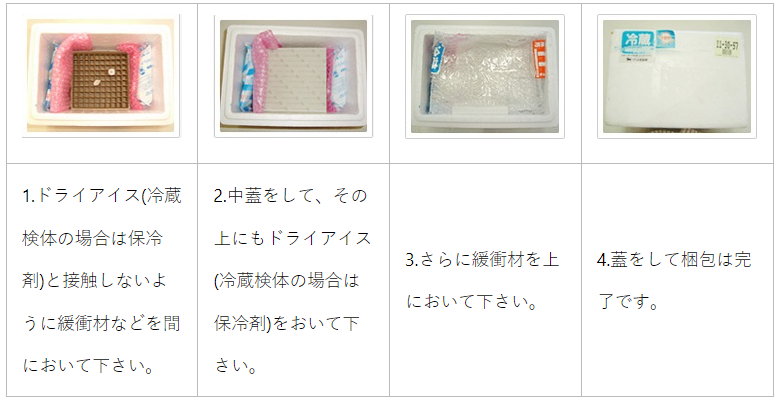 冷蔵
11-30-57
1.ドライアイス(冷蔵
検体の場合は保冷
剤)と接触しないよ
うに緩衝材などを間
において下さい。
2.中蓋をして、その
上にもドライアイス
(冷蔵検体の場合は
保冷剤)をおいて下
さい。
3.さらに緩衝材を上
において下さい。
4.蓋をして梱包は完
了です。